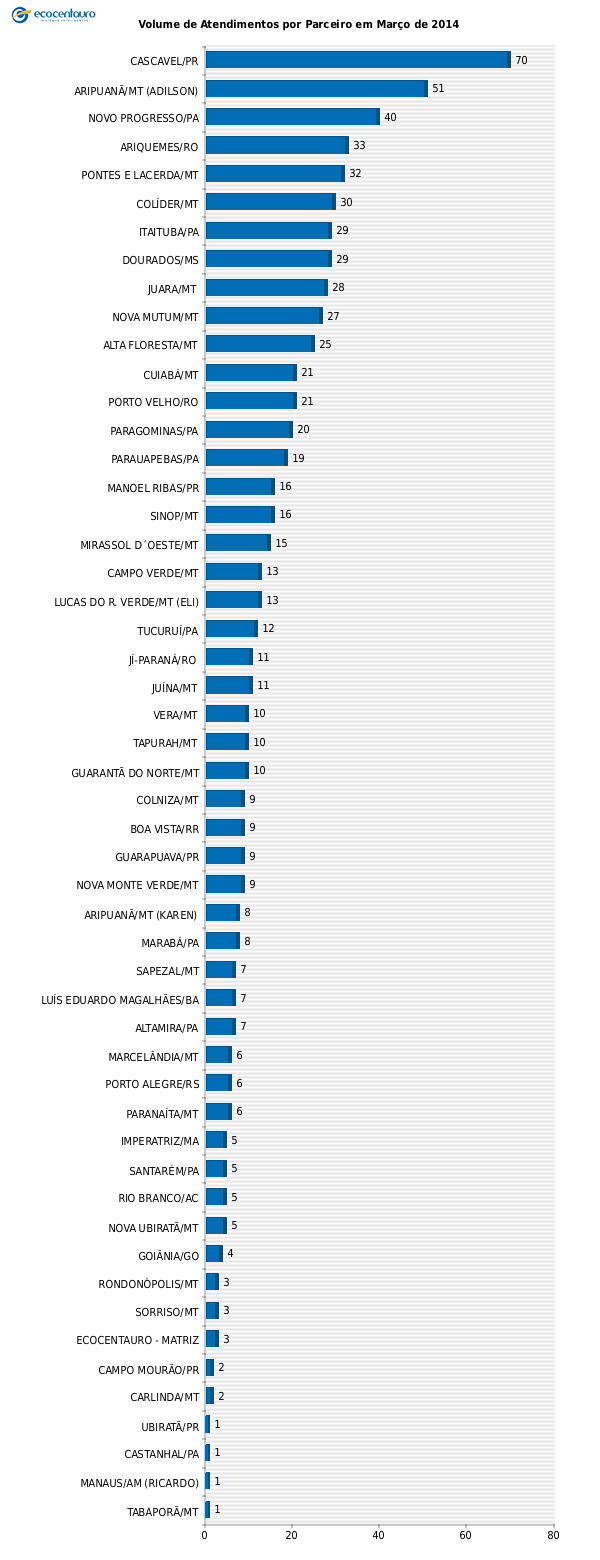 ecocentauro
Volume de Atendimentos por Parceiro em Março de 2014
CASCAVEL/PR 70
ARIPUANÃ/MT (ADILSON) 51
NOVO PROGRESSO/PA 40
ARIQUEMES/RO 33
PONTES E LACERDA/MT 32
COLÍDER/MT 30
ITAITUBA/PA 29
DOURADOS/MS 29
JUARA/MT 28
NOVA MUTUM/MT 27
ALTA FLORESTA/MT 25
CUIABÁ/MT 21
PORTO VELHO/RO 21
PARAGOMINAS/PA 20
PARAUAPEBAS/PA 19
MANOEL RIBAS/PR 16
SINOP/MT 16
MIRASSOL D´OESTE/MT 15
CAMPO VERDE/MT 13
LUCAS DO R. VERDE/MT (ELI) 13
TUCURUÍ/PA 12
JÍ-PARANÁ/RO 11
JUÍNA/MT 11
VERA/MT 10
TAPURAH/MT 10
GUARANTÃ DO NORTE/MT 10
COLNIZA/MT 9
BOA VISTA/RR 9
GUARAPUAVA/PR 9
NOVA MONTE VERDE/MT 9
ARIPUANÃ/MT (KAREN) 8
MARABÁ/PA 8
SAPEZAL/MT 7
LUÍS EDUARDO MAGALHÃES/BA 7
ALTAMIRA/PA 7
MARCELÂNDIA/MT 6
PORTO ALEGRE/RS 6
PARANAÍTA/MT 6
IMPERATRIZ/MA 5
SANTARÉM/PA 5
RIO BRANCO/AC 5
NOVA UBIRATÃ/MT 5
GOIÂNIA/GO 4
RONDONÓPOLIS/MT 3
SORRISO/MT 3
ECOCENTAURO - MATRIZ 3
CAMPO MOURÃO/PR 2
CARLINDA/MT 2
UBIRATÃ/PR 1
CASTANHAL/PA 1
MANAUS/AM (RICARDO) 1
TABAPORÃ/MT 1
0 20 40 60 80